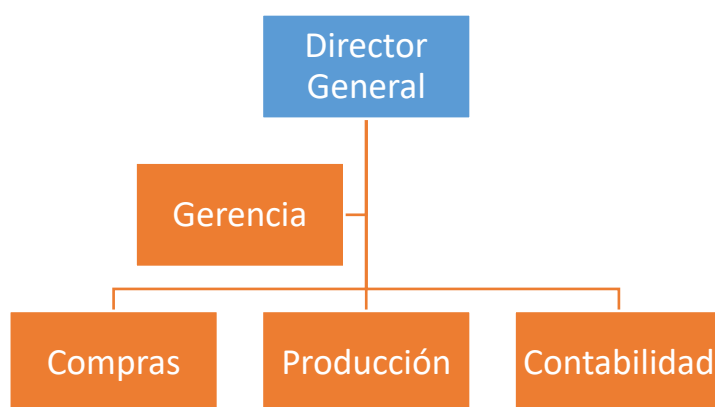 Director
General
Gerencia
Compras
Producción
Contabilidad